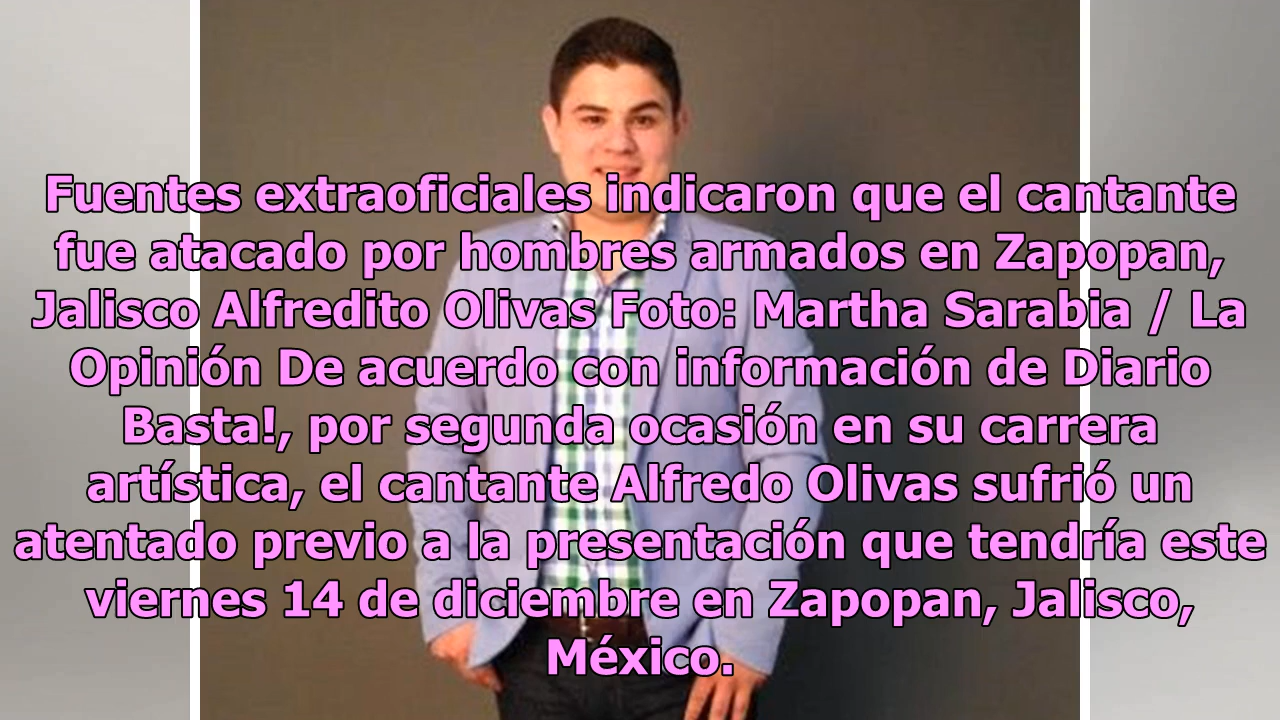 Fuentes extraoficiales indicaron que el cantante
fue atacado por hombres armados en Zapopan,
Jalisco Alfredito Olivas Foto: Martha Sarabia / La
Opinión De acuerdo con información de Diario
Basta!, por segunda ocasión en su carrera
artística, el cantante Alfredo Olivas sufrió un
atentado previo a la presentación que tendría este
viernes 14 de diciembre en Zapopan, Jalisco,
México.